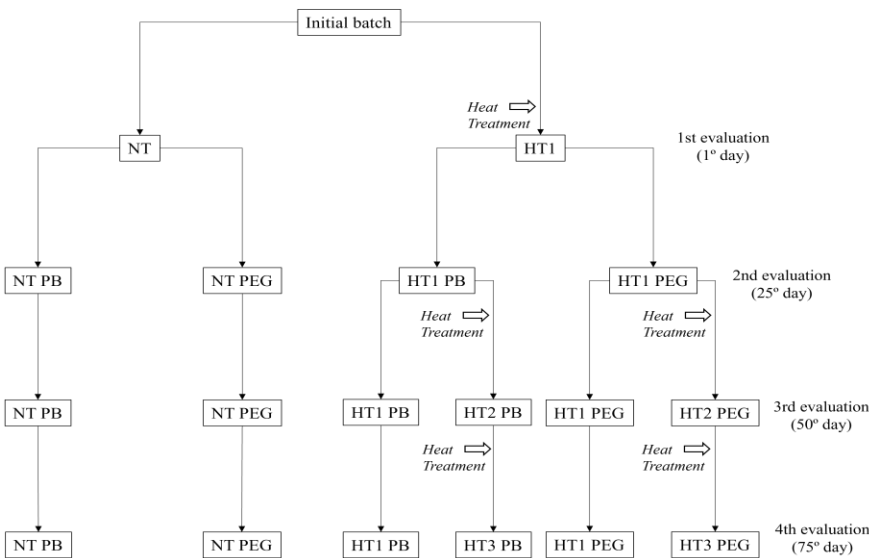 Initial batch
Heat
Treatment
NT
HT1
1st evaluation
(1º day)
NT PB
NT PEG
HT1 PB
HT1 PEG
2nd evaluation
(25º day)
Heat
Treatment
Heat
Treatment
NT PB
NT PEG
HT1 PB
HT2 PB
HT1 PEG
HT2 PEG
3rd evaluation
(50º day)
Heat
Treatment
Heat
Treatment
NT PB
NT PEG
HT1 PB
HT3 PB
HT1 PEG
HT3 PEG
4th evaluation
(75º day)